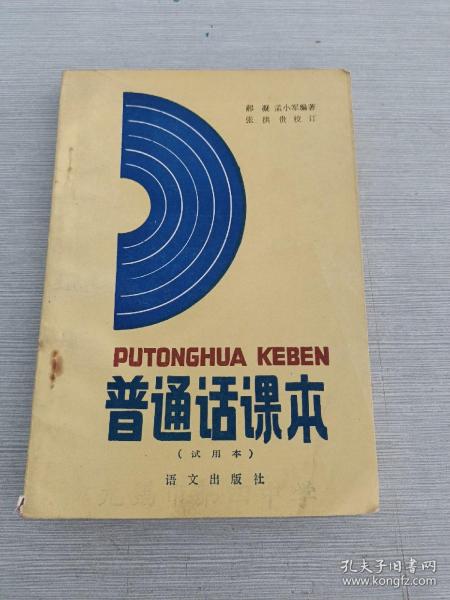 郝凝 孟小军编著
张洪贵校订
PUTONGHUA KEBEN
普通话课本
(试用本)
语文出版社
孔夫子旧书网
www.kongfz.com